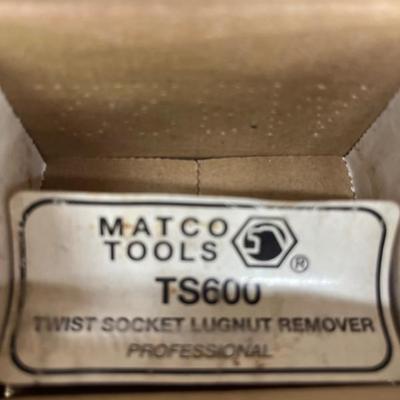 MATCO
TOOLS ®
TS600
TWIST SOCKET LUGNUT REMOVER
PROFESSIONAL